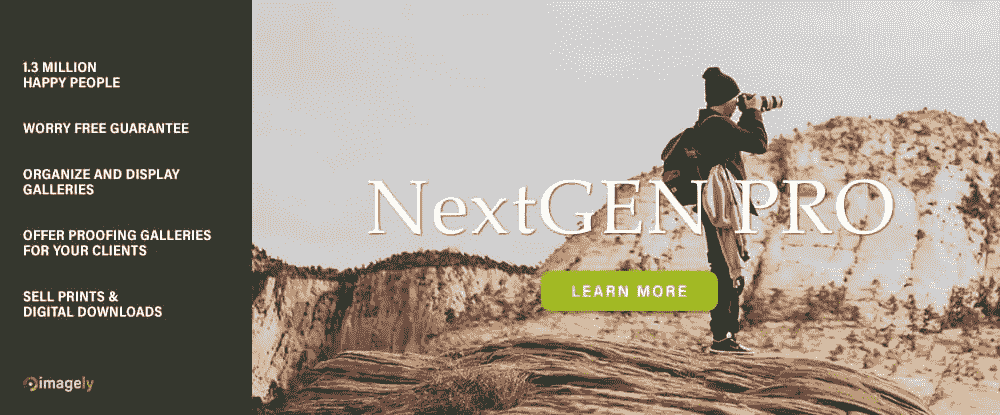 1.3 MILLION
HAPPY PEOPLE
WORRY FREE GUARANTEE
ORGANIZE AND DISPLAY
GALLERIES
OFFER PROOFING GALLERIES
FOR YOUR CLIENTS
SELL PRINTS &
DIGITAL DOWNLOADS
imagely
NextGEN PRO
LEARN MORE